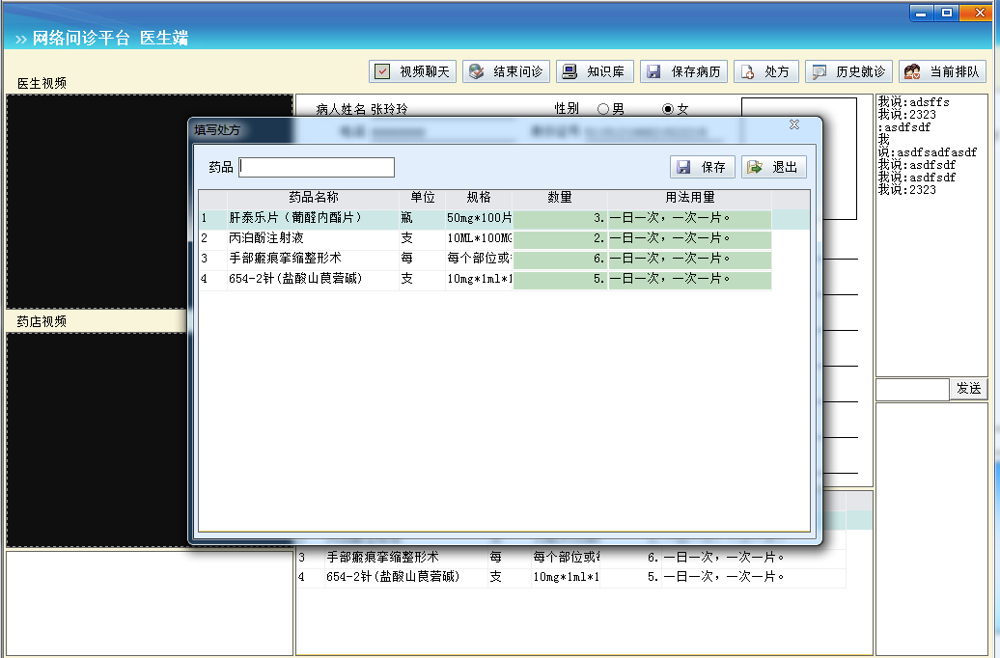 网络问诊平台 医生端
视频聊天 结束问诊 知识库 保存病历 处方 历史就诊 当前排队
医生视频
病人姓名 张玲玲 性别 男 女
我说:adsffs
我说:2323
:asdfsdf
我
说:asdfsadfasdf
我说:asdfsdf
我说:asdfsdf
我说:2323
填写处方
药品 保存 退出
药品名称 单位 规格 数量 用法用量
1 肝泰乐片（葡醛内酯片） 瓶 50mg*100片 3. 一日一次，一次一片。
2 丙泊酚注射液 支 10ML*100MG 2. 一日一次，一次一片。
3 手部瘢痕挛缩整形术 每 每个部位或 6. 一日一次，一次一片。
4 654-2针(盐酸山莨菪碱) 支 10mg*1ml*1 5. 一日一次，一次一片。
药店视频
发送
3 手部瘢痕挛缩整形术 每 每个部位或 6. 一日一次，一次一片。
4 654-2针(盐酸山莨菪碱) 支 10mg*1ml*1 5. 一日一次，一次一片。